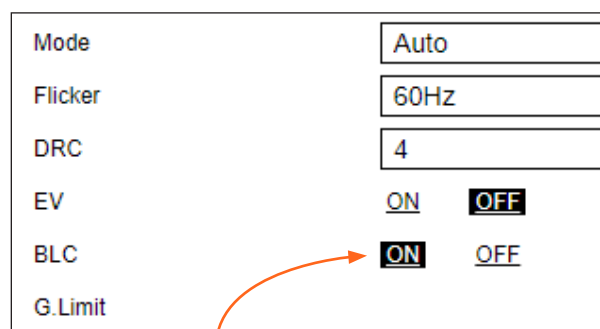 Mode Auto
Flicker 60Hz
DRC 4
EV ON OFF
BLC ON OFF
G.Limit